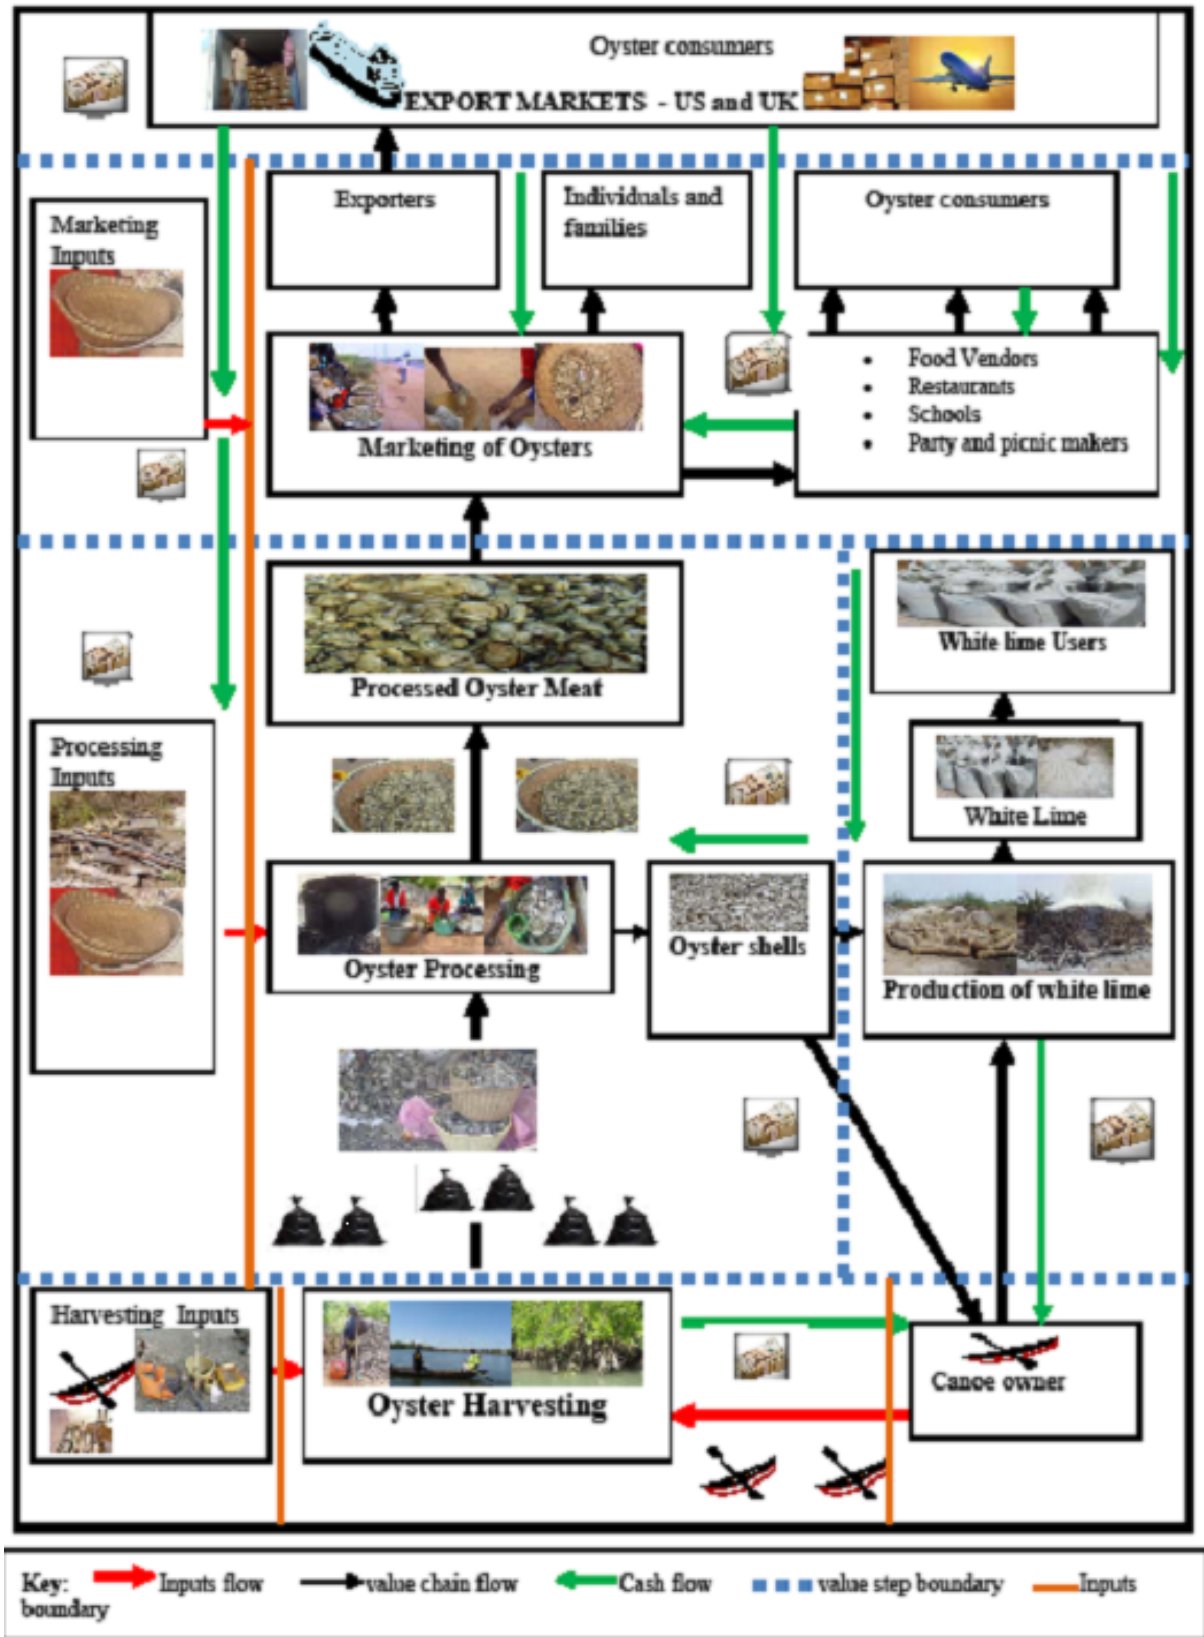 Oyster consumers
EXPORT MARKETS - US and UK
Marketing
Inputs
Exporters
Individuals and
families
Oyster consumers
Marketing of Oysters
• Food Vendors
• Restaurants
• Schools
• Party and picnic makers
Processed Oyster Meat
White lime Users
White Lime
Processing
Inputs
Oyster Processing
Oyster shells
Production of white lime
Harvesting Inputs
Oyster Harvesting
Canoe owner
Key: Inputs flow value chain flow Cash flow value step boundary Inputs
boundary